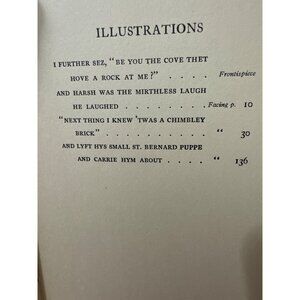 ILLUSTRATIONS
I FURTHER SEZ, "BE YOU THE COVE THET
HOVE A ROCK AT ME?" . . . . Frontispiece
AND HARSH WAS THE MIRTHLESS LAUGH
HE LAUGHED . . . . . . . Facing p. 10
"NEXT THING I KNEW 'TWAS A CHIMBLEY
BRICK" . . . . . . . . . . " 30
AND LYFT HYS SMALL ST. BERNARD PUPPE
AND CARRIE HYM ABOUT . . . . " 136